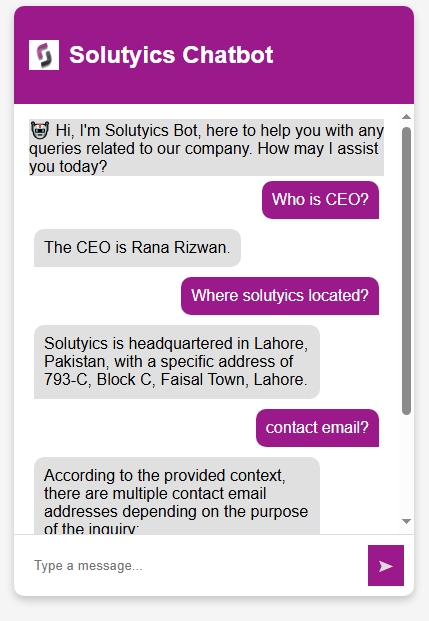 Solutyics Chatbot
Hi, I'm Solutyics Bot, here to help you with any
queries related to our company. How may I assist
you today?
Who is CEO?
The CEO is Rana Rizwan.
Where solutyics located?
Solutyics is headquartered in Lahore,
Pakistan, with a specific address of
793-C, Block C, Faisal Town, Lahore.
contact email?
According to the provided context,
there are multiple contact email
addresses depending on the purpose
of the inquiry:
Type a message...